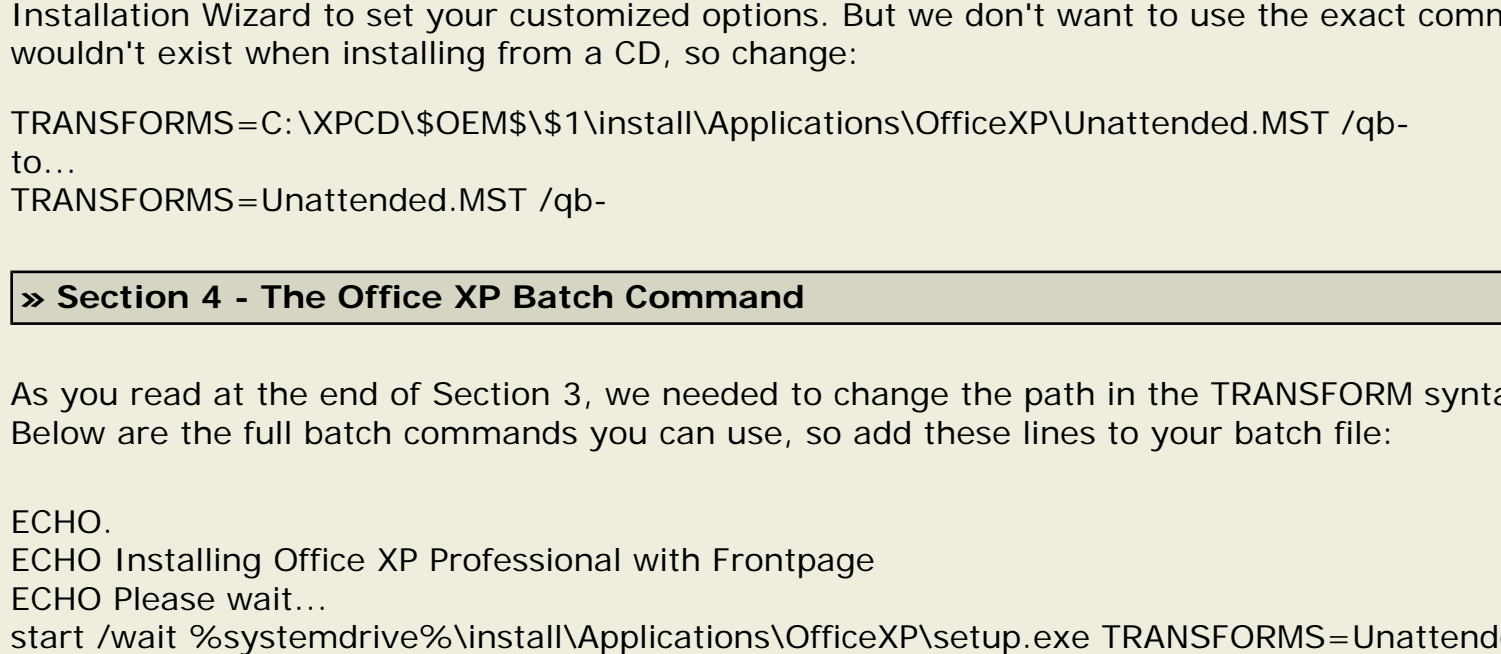 Installation Wizard to set your customized options. But we don't want to use the exact
wouldn't exist when installing from a CD, so change:
TRANSFORMS=C:\XPCD\$OEM$\$1\install\Applications\OfficeXP\Unattended.MST /qb-
to...
TRANSFORMS=Unattended.MST /qb-
» Section 4 - The Office XP Batch Command
As you read at the end of Section 3, we needed to change the path in the TRANSFORM
Below are the full batch commands you can use, so add these lines to your batch file:
ECHO.
ECHO Installing Office XP Professional with Frontpage
ECHO Please wait...
start /wait %systemdrive%\install\Applications\OfficeXP\setup.exe